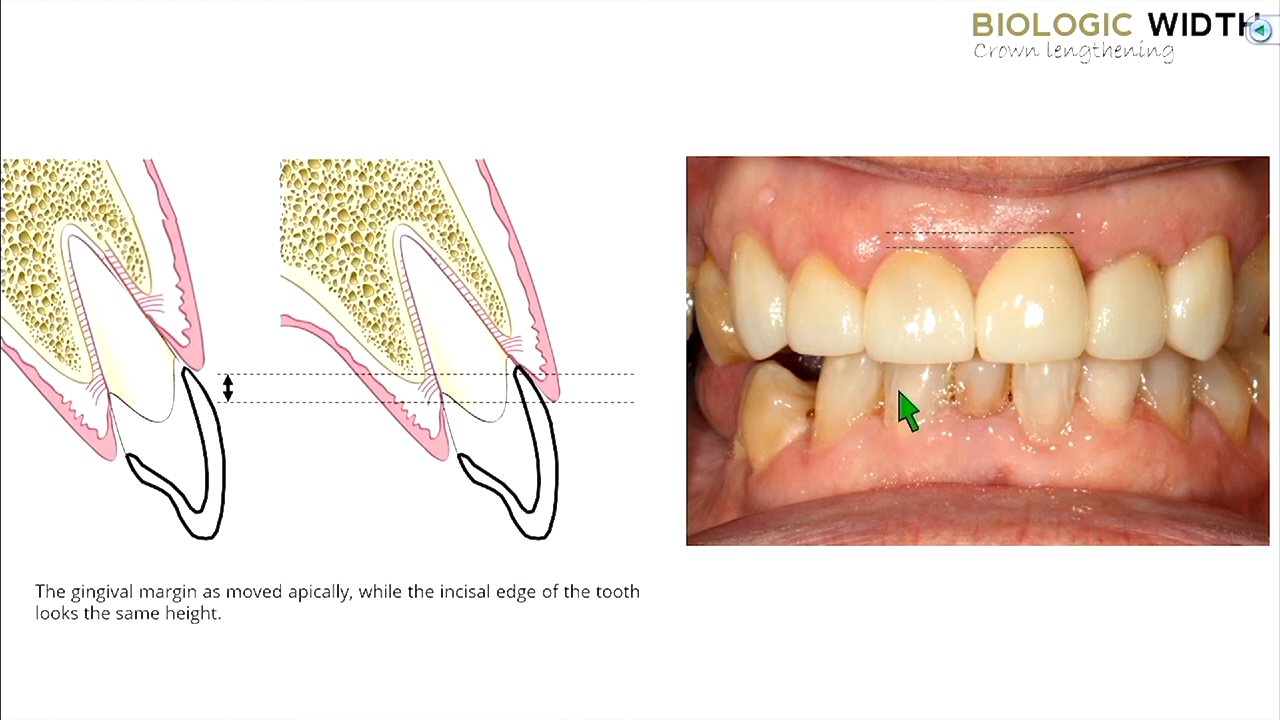 BIOLOGIC WIDTH
Crown lengthening
The gingival margin as moved apically, while the incisal edge of the tooth
looks the same height.